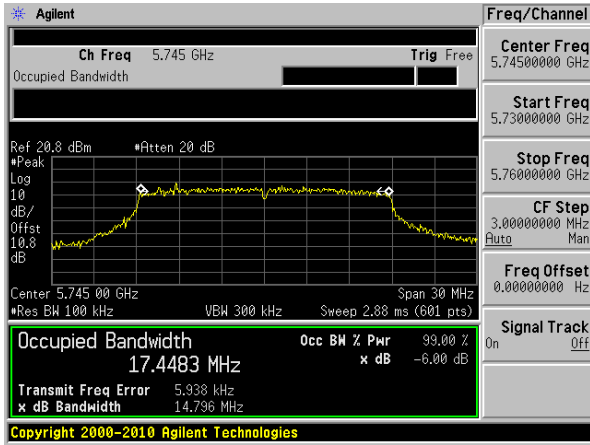 Agilent
Freq/Channel
Ch Freq 5.745 GHz Trig Free
Occupied Bandwidth
Center Freq
5.74500000 GHz
Start Freq
5.73000000 GHz
Stop Freq
5.76000000 GHz
CF Step
3.00000000 MHz
Auto Man
Freq Offset
0.00000000 Hz
Signal Track
On Off
Ref 20.8 dBm #Atten 20 dB
#Peak
Log
10
dB/
Offst
10.8
dB
Center 5.745 00 GHz Span 30 MHz
#Res BW 100 kHz VBW 300 kHz Sweep 2.88 ms (601 pts)
Occupied Bandwidth Occ BW % Pwr 99.00 %
17.4483 MHz x dB -6.00 dB
Transmit Freq Error 5.938 kHz
x dB Bandwidth 14.796 MHz
Copyright 2000-2010 Agilent Technologies